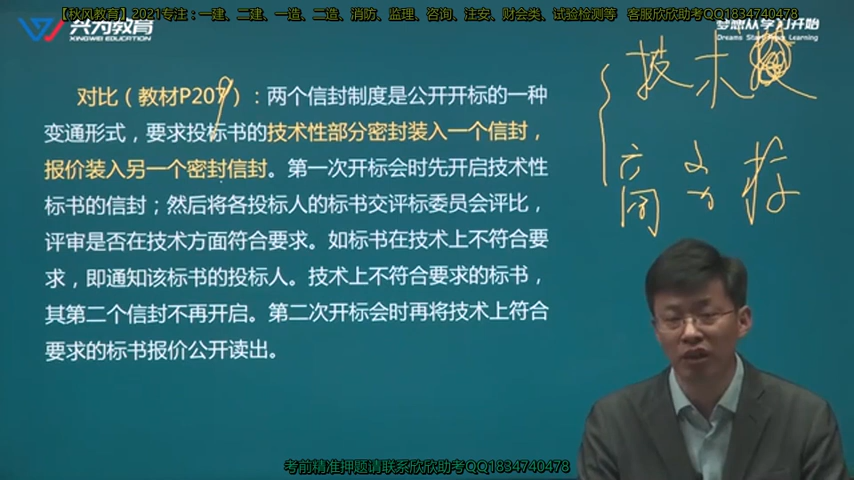 【秋风教育】2021专注：一建、二建、一造、二造、消防、监理、咨询、注安、财会类、试验检测等 客服欣欣助考QQ1834740478
兴为教育
XINGWEI EDUCATION
梦想从学习开始
Dreams Start From Learning
技术
对比（教材P207）：两个信封制度是公开开标的一种
变通形式，要求投标书的技术性部分密封装入一个信封，
报价装入另一个密封信封。第一次开标会时先开启技术性
标书的信封；然后将各投标人的标书交评标委员会评比，
评审是否在技术方面符合要求。如标书在技术上不符合要
求，即通知该标书的投标人。技术上不符合要求的标书，
其第二个信封不再开启。第二次开标会时再将技术上符合
要求的标书报价公开读出。
商务标
考前精准押题请联系欣欣助考QQ1834740478